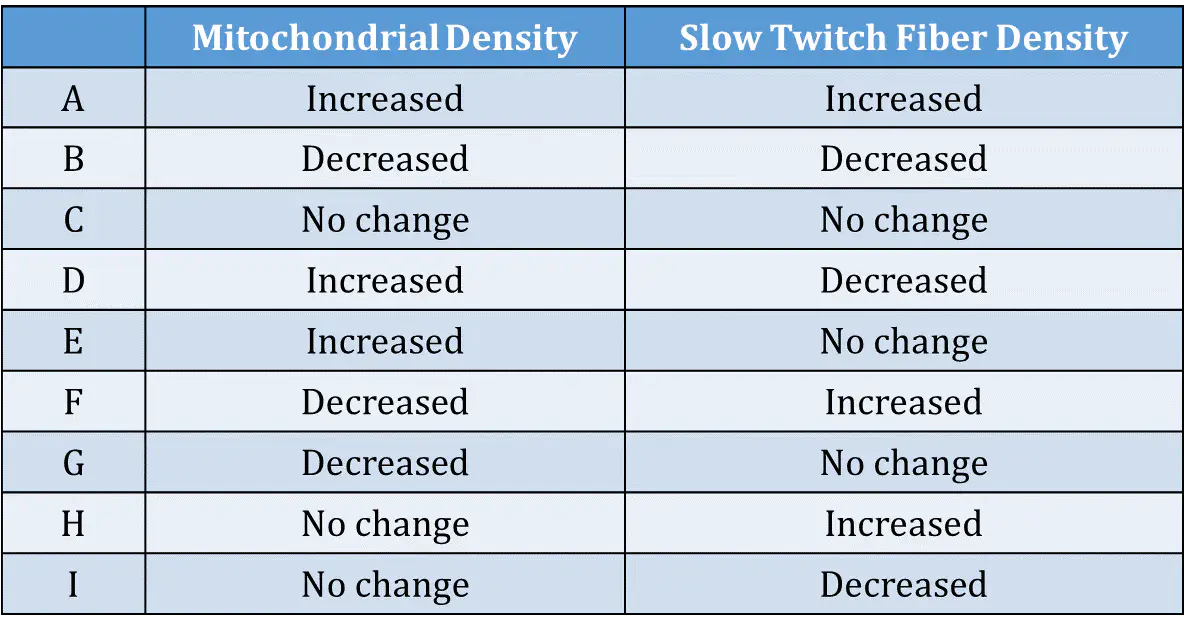 Mitochondrial Density Slow Twitch Fiber Density
A Increased Increased
B Decreased Decreased
C No change No change
D Increased Decreased
E Increased No change
F Decreased Increased
G Decreased No change
H No change Increased
I No change Decreased